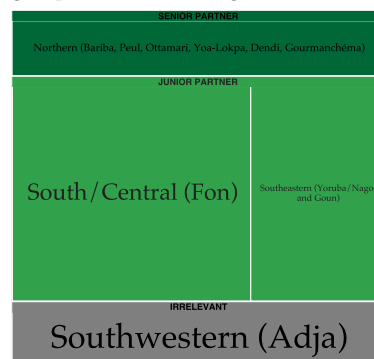 SENIOR PARTNER
Northern (Bariba, Peul, Ottamari, Yoa-Lokpa, Dendi, Gourmanchéma)
JUNIOR PARTNER
South/Central (Fon)
Southeastern (Yoruba/Nago
and Goun)
IRRELEVANT
Southwestern (Adja)